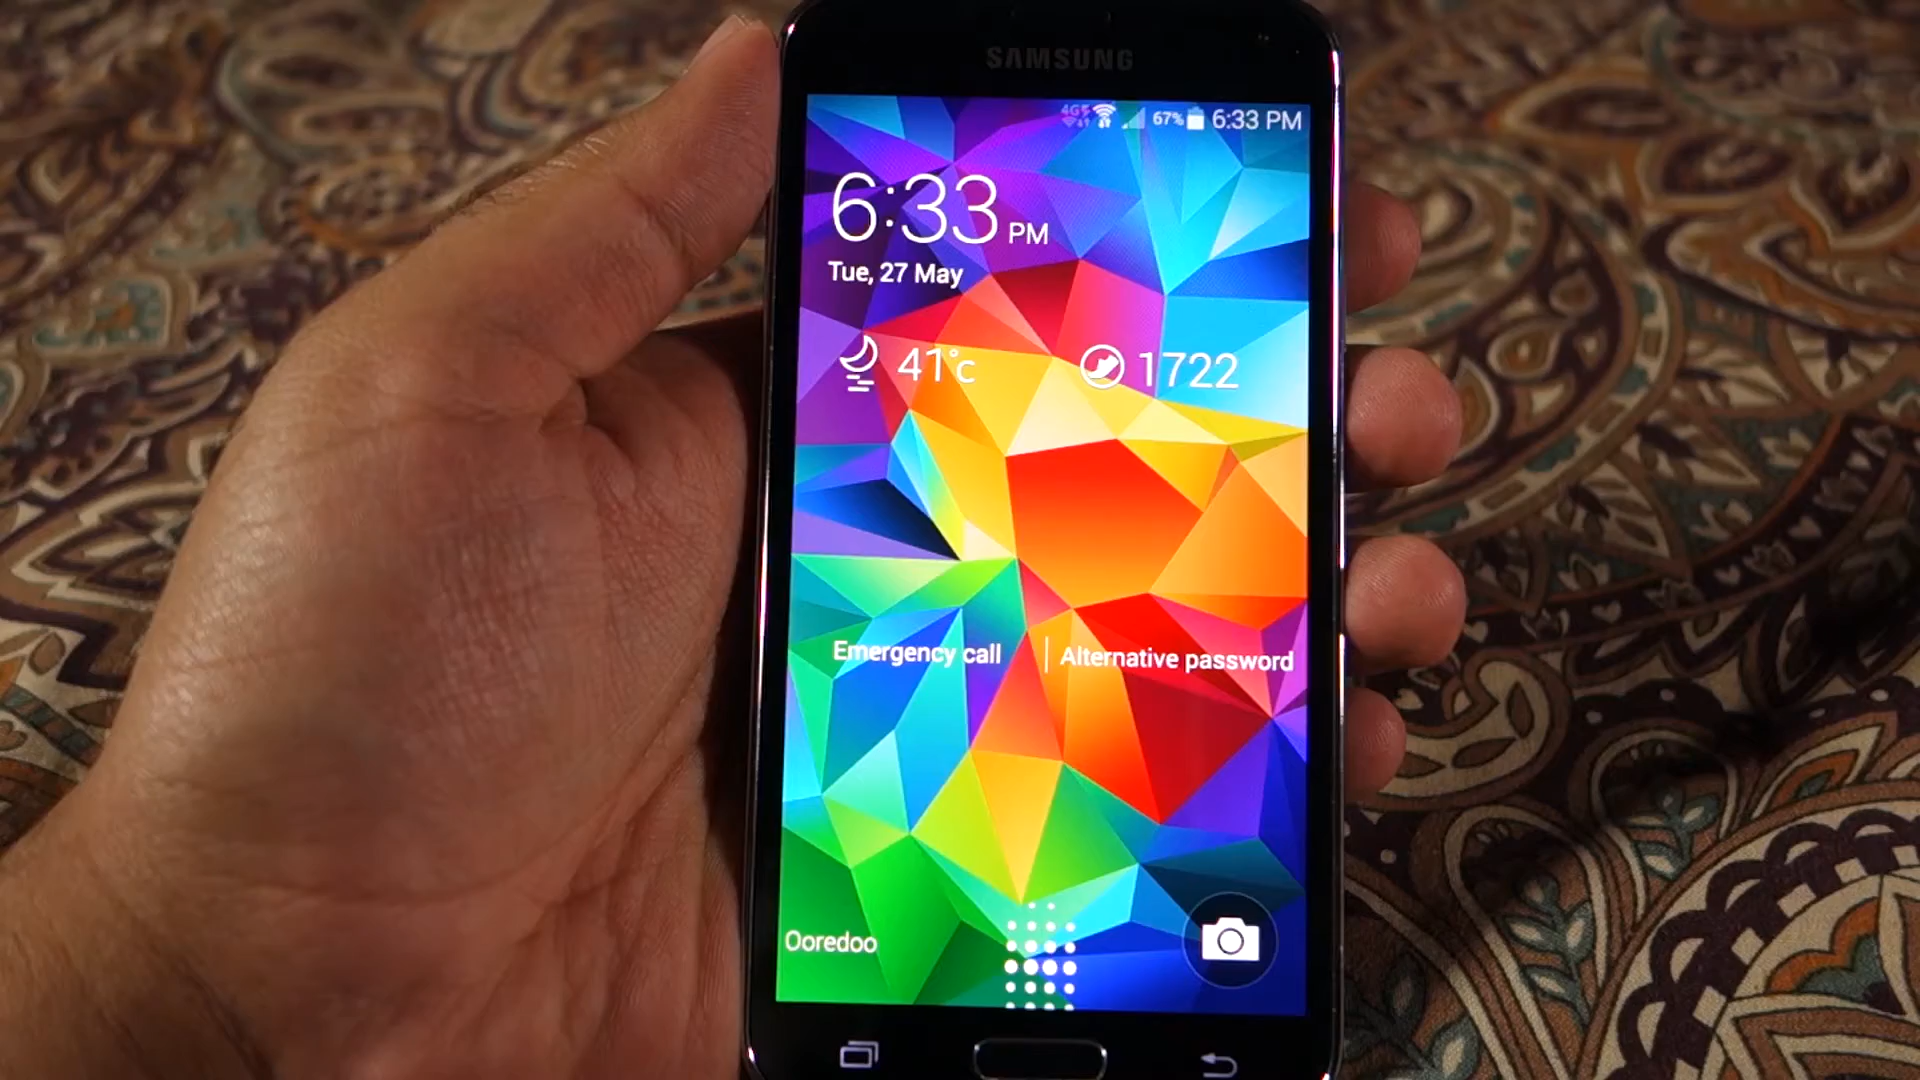 SAMSUNG
4G 67% 6:33 PM
6:33 PM
Tue, 27 May
41°c 1722
Emergency call | Alternative password
Ooredoo